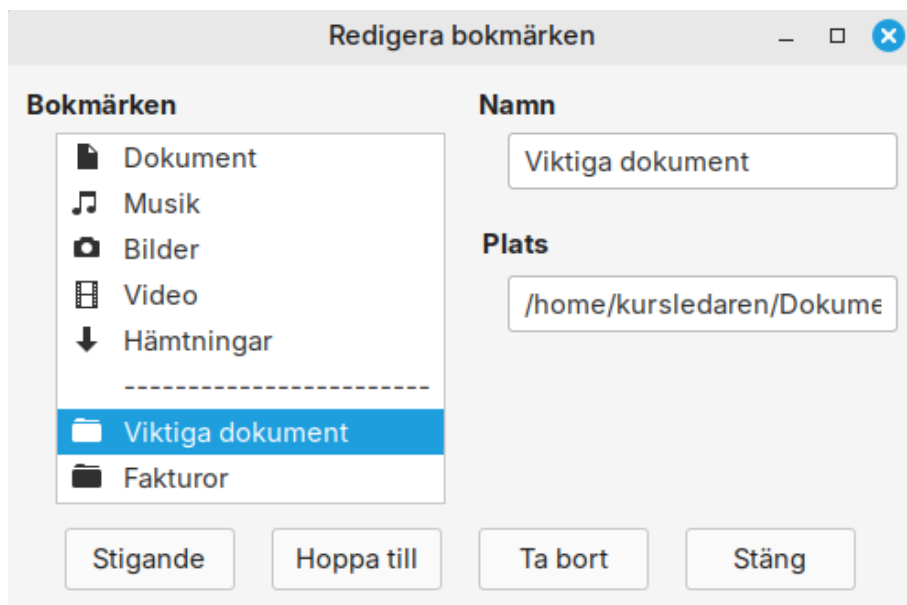 Redigera bokmärken
Bokmärken
Dokument
Musik
Bilder
Video
Hämtningar
------------------------
Viktiga dokument
Fakturor
Namn
Viktiga dokument
Plats
/home/kursledaren/Dokume
Stigande
Hoppa till
Ta bort
Stäng